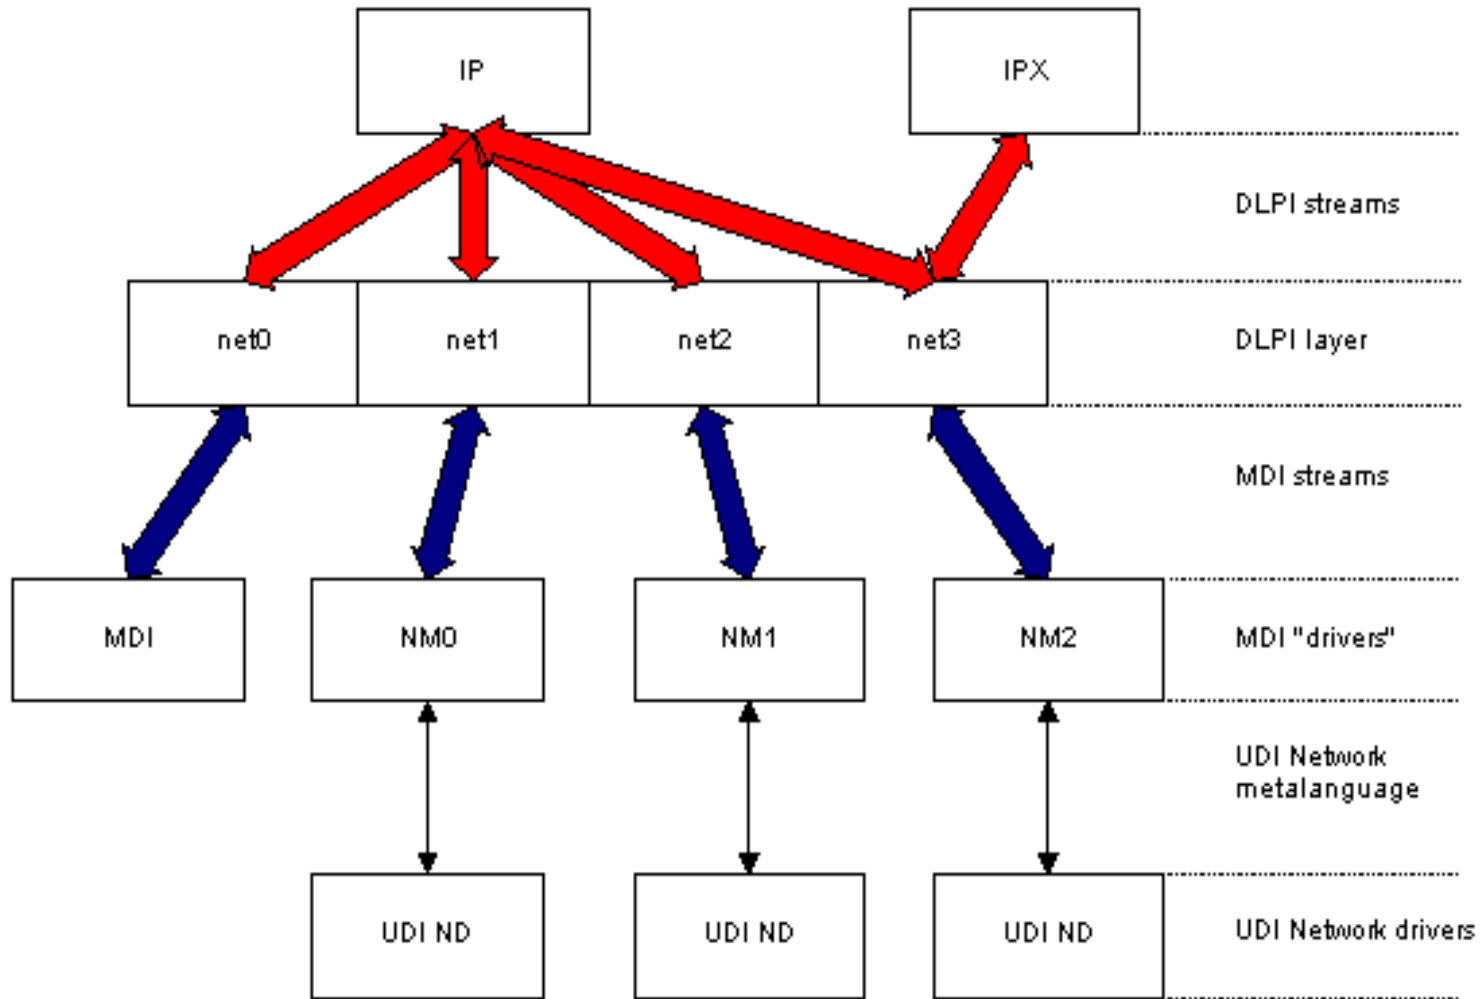 IP
IPX
DLPI streams
net0
net1
net2
net3
DLPI layer
MDI streams
MDI
NM0
NM1
NM2
MDI "drivers"
UDI Network
metalanguage
UDI ND
UDI ND
UDI ND
UDI Network drivers